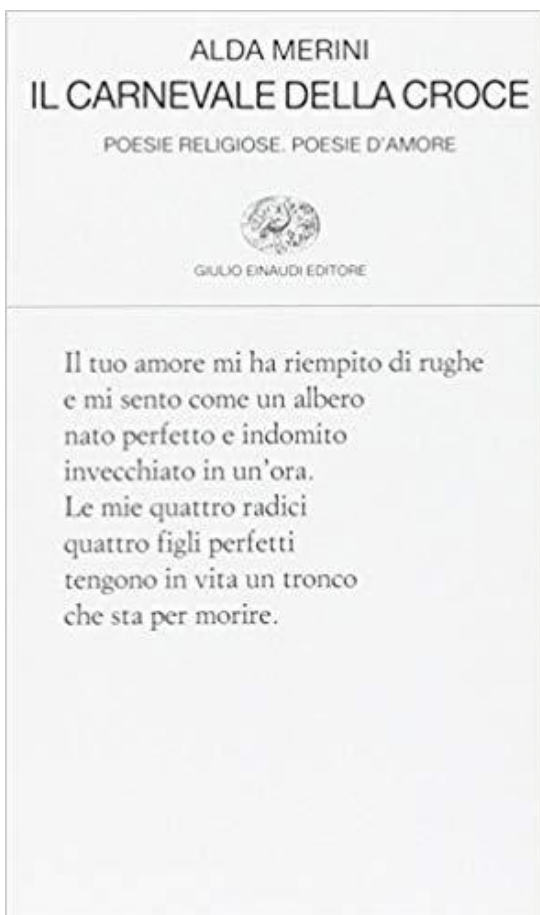 ALDA MERINI
IL CARNEVALE DELLA CROCE
POESIE RELIGIOSE. POESIE D'AMORE
GIULIO EINAUDI EDITORE
Il tuo amore mi ha riempito di rughe
e mi sento come un albero
nato perfetto e indomito
invecchiato in un'ora.
Le mie quattro radici
quattro figli perfetti
tengono in vita un tronco
che sta per morire.